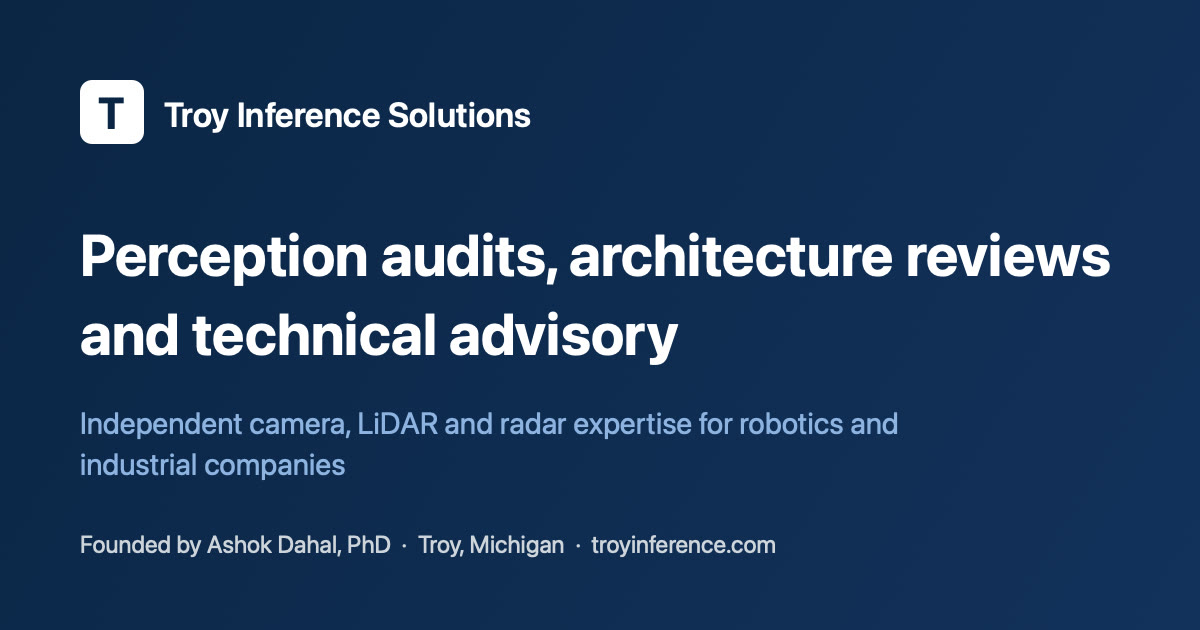 T
Troy Inference Solutions
Perception audits, architecture reviews
and technical advisory
Independent camera, LiDAR and radar expertise for robotics and
industrial companies
Founded by Ashok Dahal, PhD · Troy, Michigan · troyinference.com